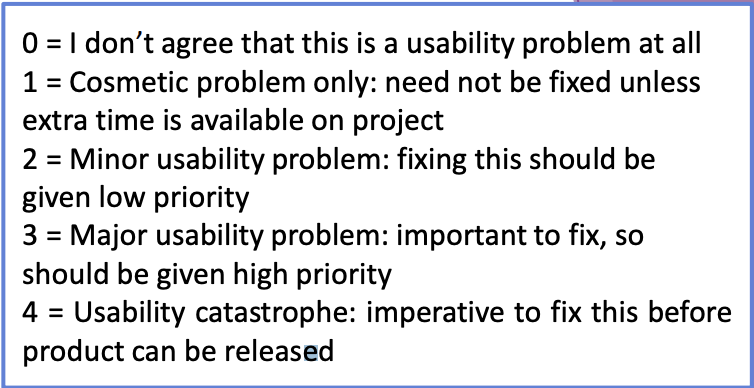 0 = I don’t agree that this is a usability problem at all
1 = Cosmetic problem only: need not be fixed unless
extra time is available on project
2 = Minor usability problem: fixing this should be
given low priority
3 = Major usability problem: important to fix, so
should be given high priority
4 = Usability catastrophe: imperative to fix this before
product can be released